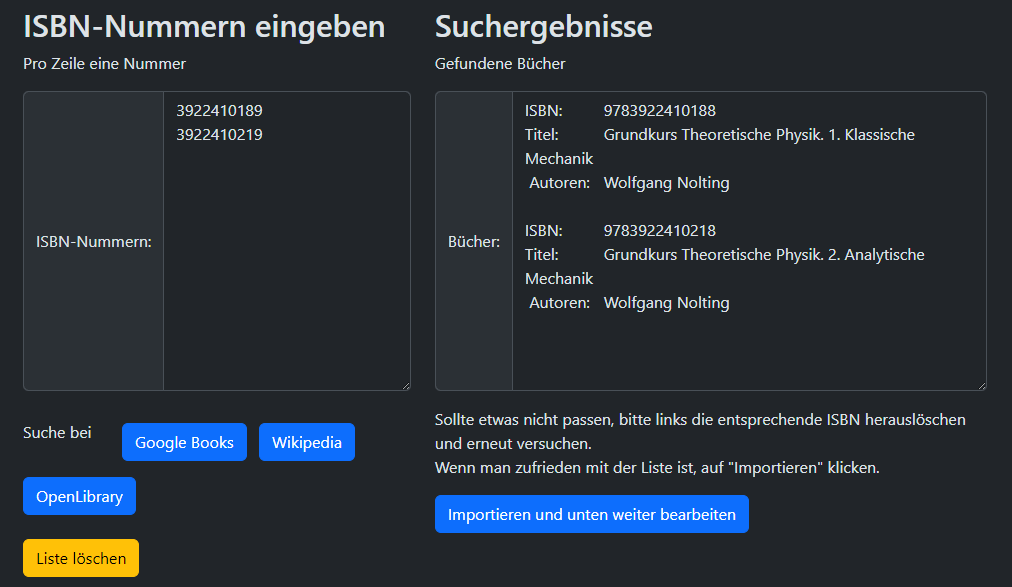 ISBN-Nummern eingeben
Pro Zeile eine Nummer
ISBN-Nummern:
3922410189
3922410219
Suche bei
Google Books
Wikipedia
OpenLibrary
Liste löschen
Suchergebnisse
Gefundene Bücher
Bücher:
ISBN: 9783922410188
Titel: Grundkurs Theoretische Physik. 1. Klassische
Mechanik
Autoren: Wolfgang Nolting
ISBN: 9783922410218
Titel: Grundkurs Theoretische Physik. 2. Analytische
Mechanik
Autoren: Wolfgang Nolting
Sollte etwas nicht passen, bitte links die entsprechende ISBN herauslöschen
und erneut versuchen.
Wenn man zufrieden mit der Liste ist, auf "Importieren" klicken.
Importieren und unten weiter bearbeiten